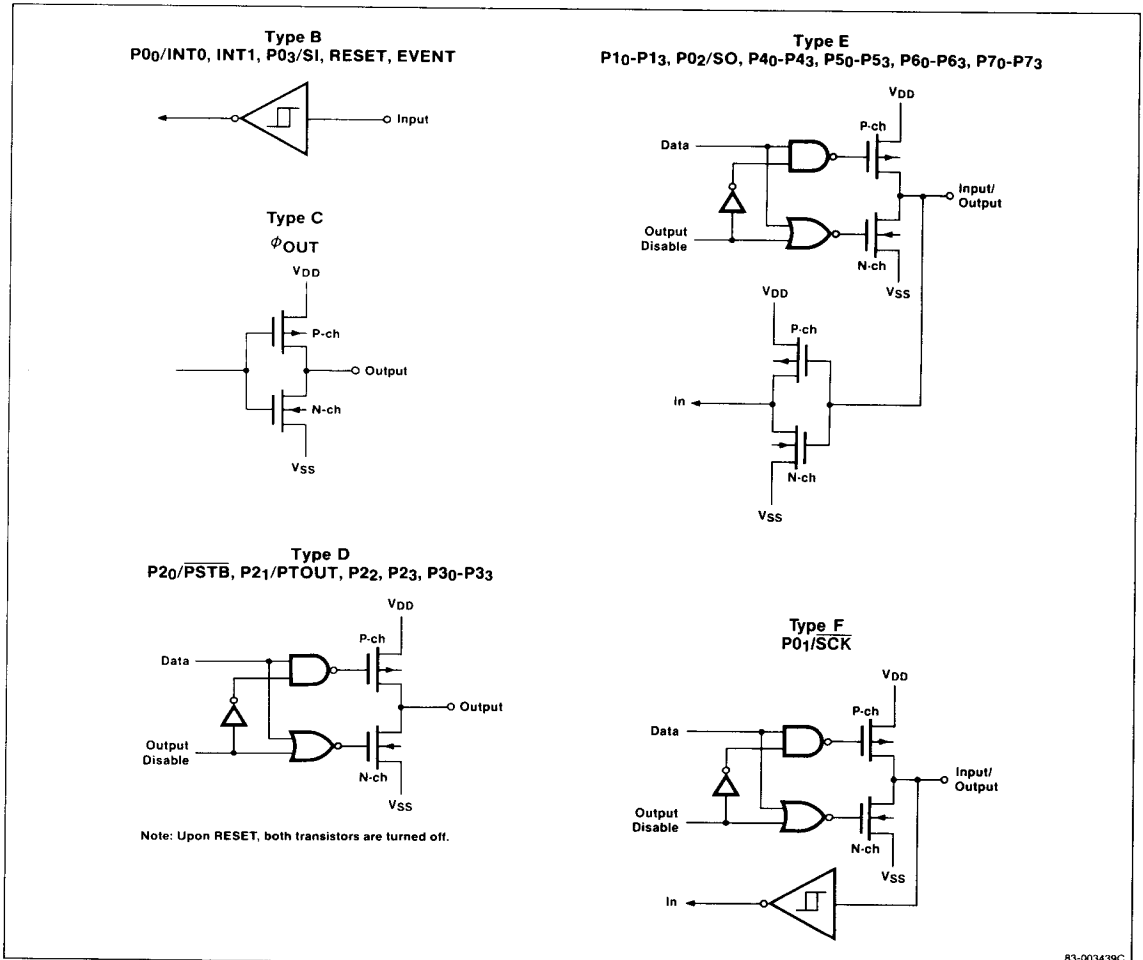 Type B
P0₀/INT0, INT1, P0₃/SI, RESET, EVENT
Input
Type C
ϕOUT
VDD
P-ch
Output
N-ch
VSS
Type D
P2₀/P̅S̅T̅B̅, P2₁/PTOUT, P2₂, P2₃, P3₀-P3₃
VDD
P-ch
Data
Output
Output
Disable
N-ch
VSS
Note: Upon RESET, both transistors are turned off.
Type E
P1₀-P1₃, P0₂/SO, P4₀-P4₃, P5₀-P5₃, P6₀-P6₃, P7₀-P7₃
VDD
P-ch
Data
Input/
Output
Output
Disable
N-ch
VSS
VDD
P-ch
In
N-ch
VSS
Type F
P0₁/S̅C̅K̅
VDD
P-ch
Data
Input/
Output
Output
Disable
N-ch
VSS
In
83-003439C